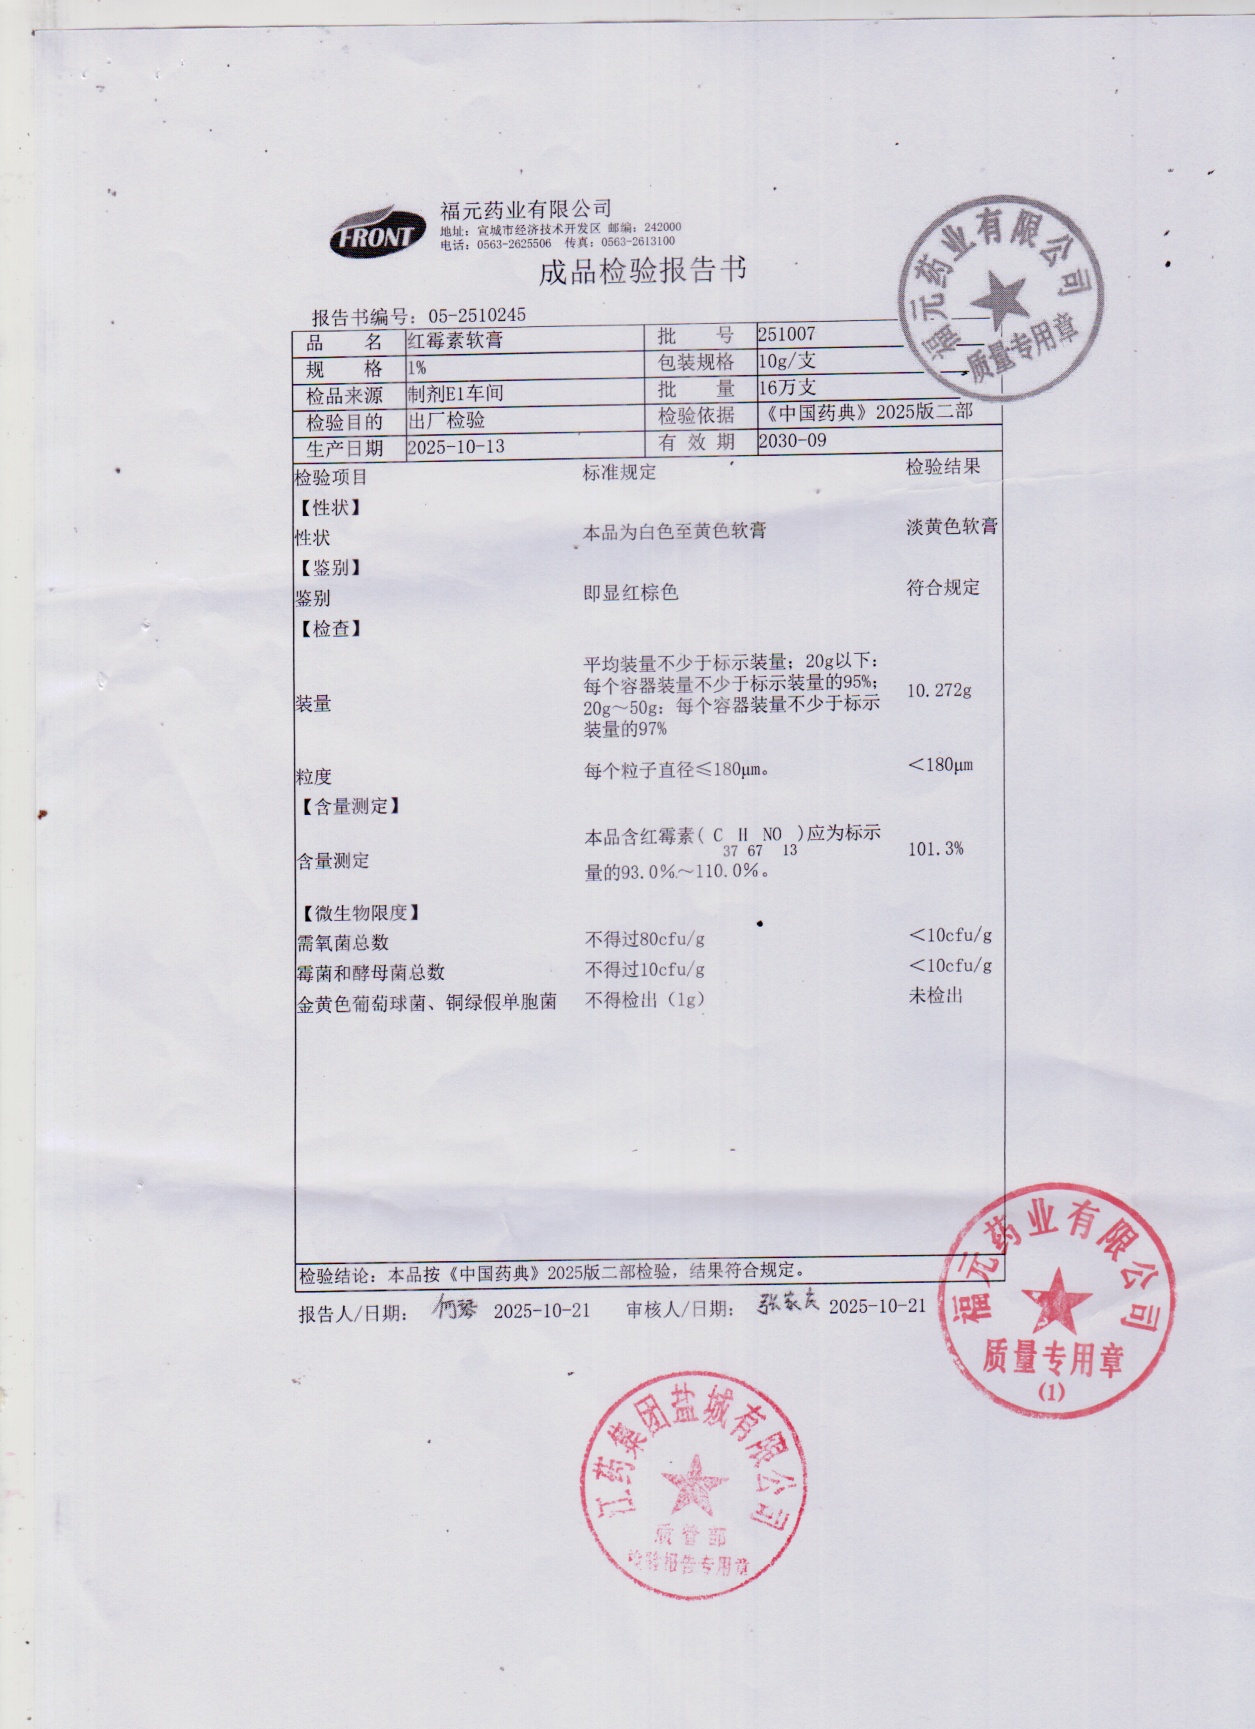 FRONT
福元药业有限公司
地址：宣城市经济技术开发区 邮编：242000
电话：0563-2625506 传真：0563-2613100
成品检验报告书
福元药业有限公司
质量专用章
报告书编号：05-2510245
品 名 红霉素软膏 批 号 251007
规 格 1% 包装规格 10g/支
检品来源 制剂E1车间 批 量 16万支
检验目的 出厂检验 检验依据 《中国药典》2025版二部
生产日期 2025-10-13 有 效 期 2030-09
检验项目 标准规定 检验结果
【性状】
性状 本品为白色至黄色软膏 淡黄色软膏
【鉴别】
鉴别 即显红棕色 符合规定
【检查】
平均装量不少于标示装量；20g以下：
每个容器装量不少于标示装量的95%；
装量 10.272g
20g～50g：每个容器装量不少于标示
装量的97%
粒度 每个粒子直径≤180μm。 ＜180μm
【含量测定】
本品含红霉素( C H NO )应为标示
37 67 13
含量测定 101.3%
量的93.0%～110.0%。
【微生物限度】
需氧菌总数 不得过80cfu/g ＜10cfu/g
霉菌和酵母菌总数 不得过10cfu/g ＜10cfu/g
金黄色葡萄球菌、铜绿假单胞菌 不得检出（1g） 未检出
检验结论：本品按《中国药典》2025版二部检验，结果符合规定。
报告人/日期： 2025-10-21 审核人/日期： 张家庆 2025-10-21
福元药业有限公司
质量专用章
(1)
江药集团盐城有限公司
质管部
检验报告专用章